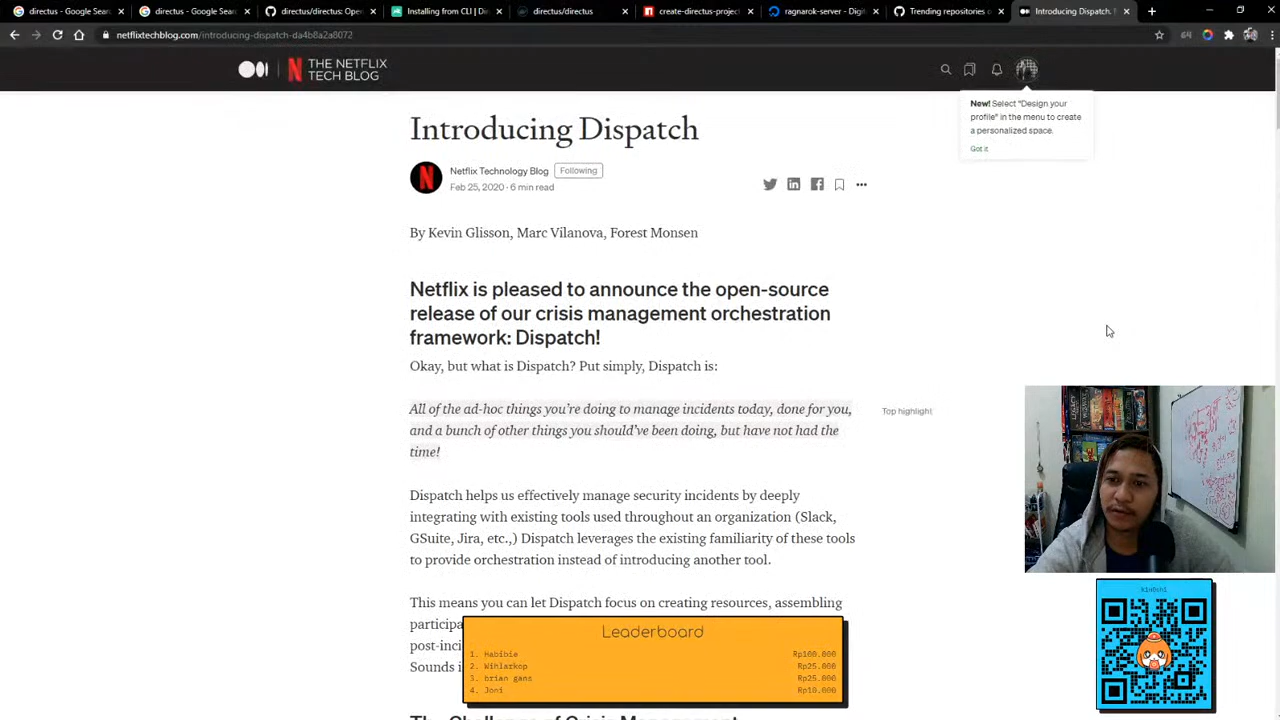 directus - Google Sear
directus - Google Sear
directus/directus: Ope
Installing from CLI | Di
directus/directus
create-directus-projec
ragnarok-server - Digit
Trending repositories o
Introducing Dispatch.
netflixtechblog.com/introducing-dispatch-da4b8a2a8072
THE NETFLIX
TECH BLOG
New! Select "Design your
profile" in the menu to create
a personalized space.
Got it
Introducing Dispatch
Netflix Technology Blog
Following
Feb 25, 2020 · 6 min read
By Kevin Glisson, Marc Vilanova, Forest Monsen
Netflix is pleased to announce the open-source
release of our crisis management orchestration
framework: Dispatch!
Okay, but what is Dispatch? Put simply, Dispatch is:
All of the ad-hoc things you’re doing to manage incidents today, done for you,
and a bunch of other things you should’ve been doing, but have not had the
time!
Top highlight
Dispatch helps us effectively manage security incidents by deeply
integrating with existing tools used throughout an organization (Slack,
GSuite, Jira, etc.,) Dispatch leverages the existing familiarity of these tools
to provide orchestration instead of introducing another tool.
This means you can let Dispatch focus on creating resources, assembling
participa
post-inci
Sounds i
Leaderboard
1. Habibie Rp100.000
2. Wihlarkop Rp25.000
3. brian gans Rp25.000
4. Joni Rp10.000
The Challenge of Crisis Management